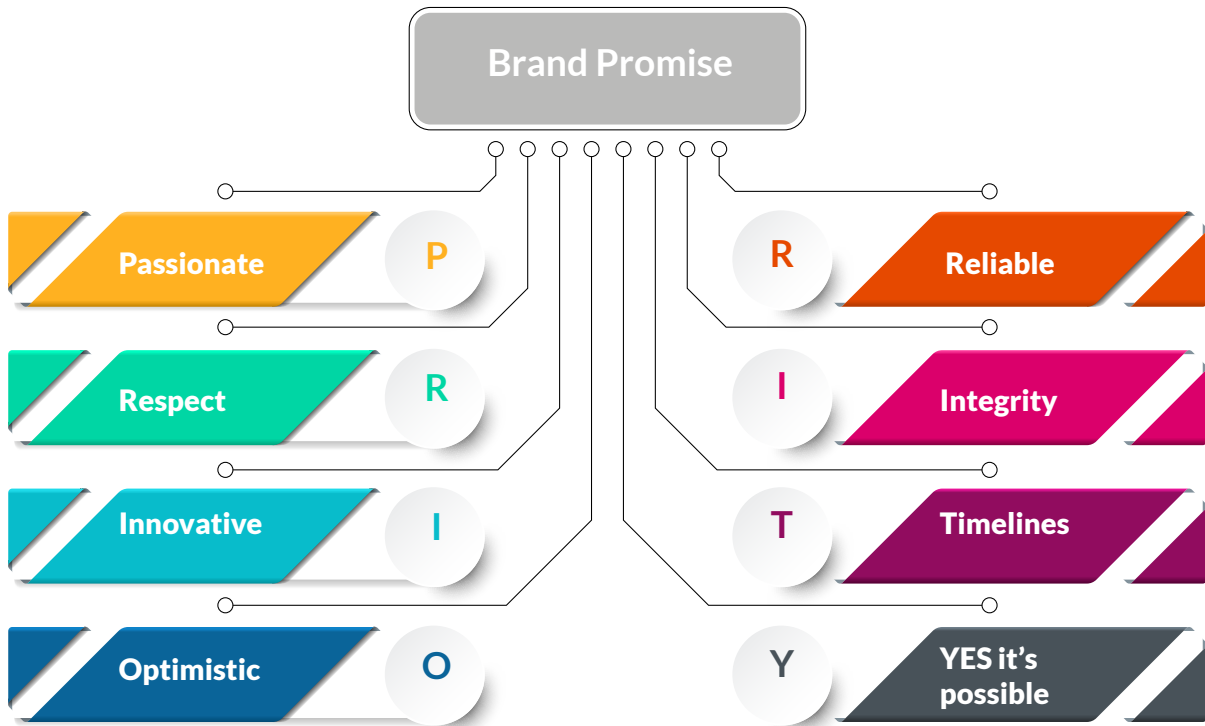 Brand Promise
Passionate
P
Respect
R
Innovative
I
Optimistic
O
R
Reliable
I
Integrity
T
Timelines
Y
YES it’s
possible